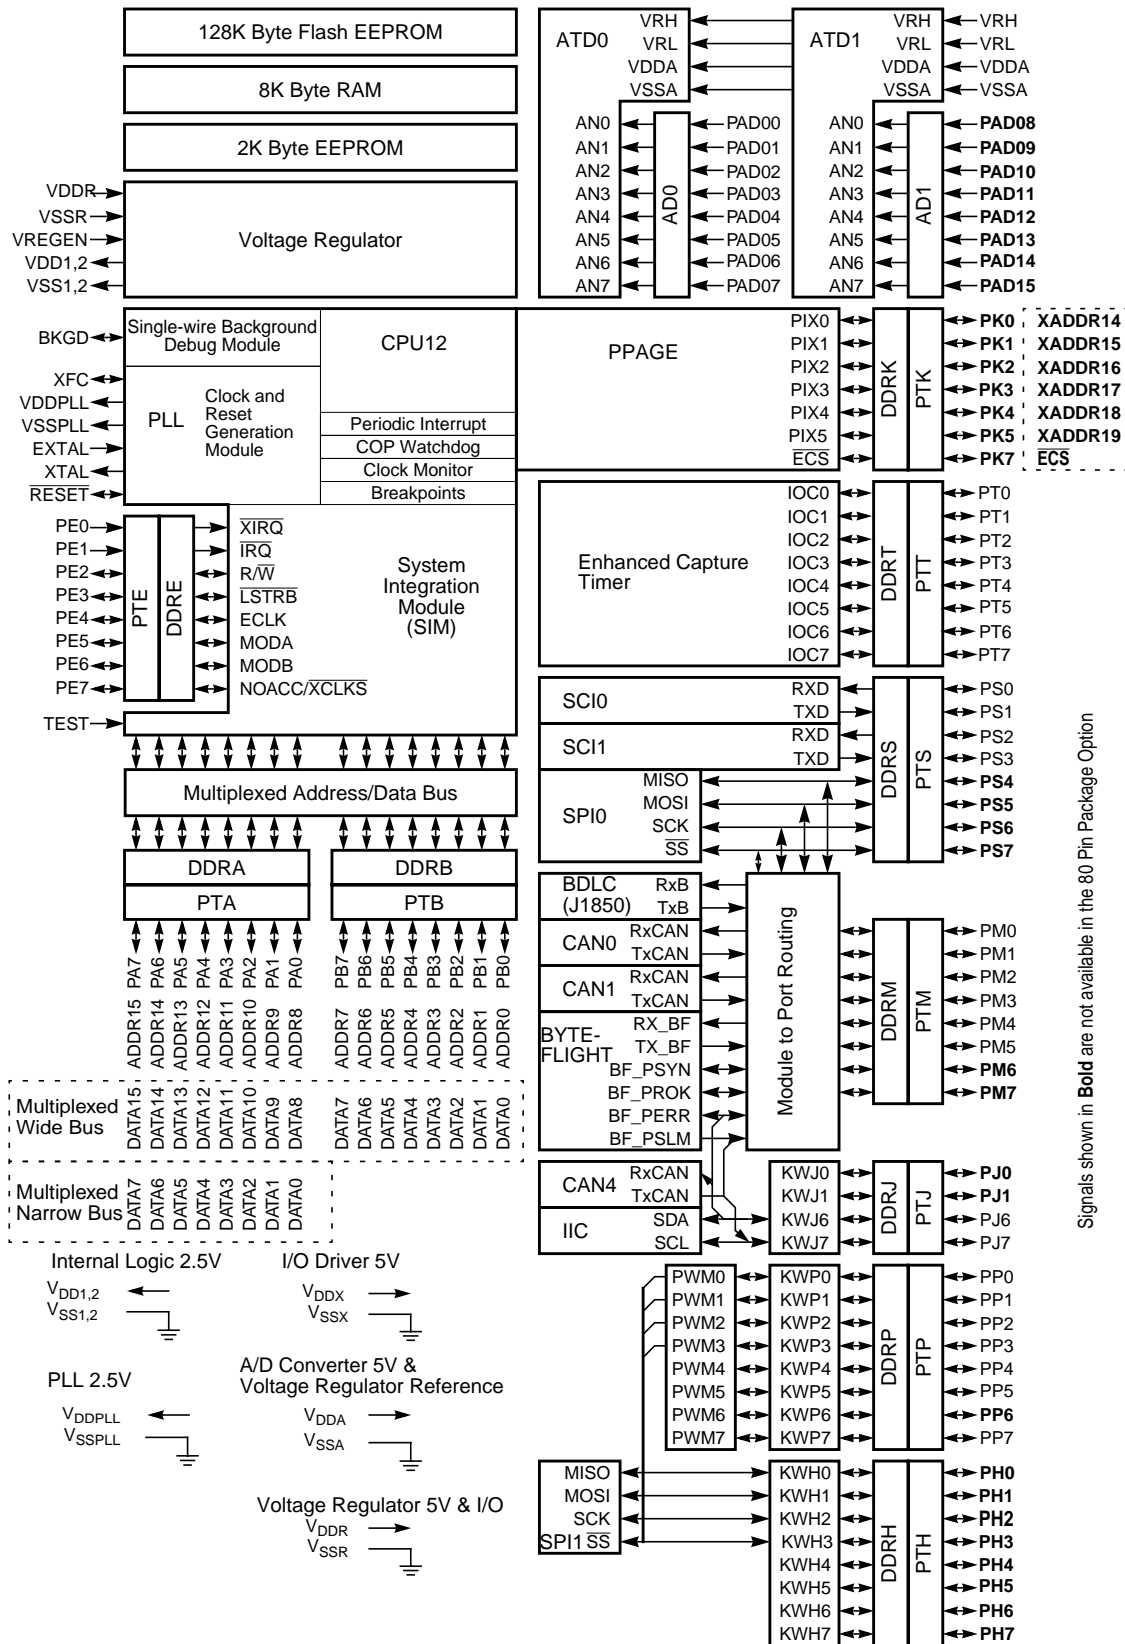 128K Byte Flash EEPROM
8K Byte RAM
2K Byte EEPROM
VDDR
VSSR
VREGEN
VDD1,2
VSS1,2
Voltage Regulator
ATD0
VRH
VRL
VDDA
VSSA
AN0
AN1
AN2
AN3
AN4
AN5
AN6
AN7
AD0
PAD00
PAD01
PAD02
PAD03
PAD04
PAD05
PAD06
PAD07
ATD1
VRH
VRL
VDDA
VSSA
VRH
VRL
VDDA
VSSA
AN0
AN1
AN2
AN3
AN4
AN5
AN6
AN7
AD1
PAD08
PAD09
PAD10
PAD11
PAD12
PAD13
PAD14
PAD15
BKGD
XFC
VDDPLL
VSSPLL
EXTAL
XTAL
RESET
Single-wire Background
Debug Module
CPU12
PLL
Clock and
Reset
Generation
Module
Periodic Interrupt
COP Watchdog
Clock Monitor
Breakpoints
PPAGE
PIX0
PIX1
PIX2
PIX3
PIX4
PIX5
ECS
DDRK
PTK
PK0 XADDR14
PK1 XADDR15
PK2 XADDR16
PK3 XADDR17
PK4 XADDR18
PK5 XADDR19
PK7 ECS
PE0
PE1
PE2
PE3
PE4
PE5
PE6
PE7
TEST
PTE
DDRE
XIRQ
IRQ
R/W
LSTRB
ECLK
MODA
MODB
NOACC/XCLKS
System
Integration
Module
(SIM)
Enhanced Capture
Timer
IOC0
IOC1
IOC2
IOC3
IOC4
IOC5
IOC6
IOC7
DDRT
PTT
PT0
PT1
PT2
PT3
PT4
PT5
PT6
PT7
SCI0
RXD
TXD
SCI1
RXD
TXD
SPI0
MISO
MOSI
SCK
SS
DDRS
PTS
PS0
PS1
PS2
PS3
PS4
PS5
PS6
PS7
Multiplexed Address/Data Bus
DDRA
DDRB
PTA
PTB
PA7
PA6
PA5
PA4
PA3
PA2
PA1
PA0
PB7
PB6
PB5
PB4
PB3
PB2
PB1
PB0
ADDR15
ADDR14
ADDR13
ADDR12
ADDR11
ADDR10
ADDR9
ADDR8
ADDR7
ADDR6
ADDR5
ADDR4
ADDR3
ADDR2
ADDR1
ADDR0
Multiplexed
Wide Bus
DATA15
DATA14
DATA13
DATA12
DATA11
DATA10
DATA9
DATA8
DATA7
DATA6
DATA5
DATA4
DATA3
DATA2
DATA1
DATA0
Multiplexed
Narrow Bus
DATA7
DATA6
DATA5
DATA4
DATA3
DATA2
DATA1
DATA0
BDLC
(J1850)
RxB
TxB
CAN0
RxCAN
TxCAN
CAN1
RxCAN
TxCAN
BYTE-
FLIGHT
RX_BF
TX_BF
BF_PSYN
BF_PROK
BF_PERR
BF_PSLM
Module to Port Routing
DDRM
PTM
PM0
PM1
PM2
PM3
PM4
PM5
PM6
PM7
CAN4
RxCAN
TxCAN
IIC
SDA
SCL
KWJ0
KWJ1
KWJ6
KWJ7
DDRJ
PTJ
PJ0
PJ1
PJ6
PJ7
PWM0
PWM1
PWM2
PWM3
PWM4
PWM5
PWM6
PWM7
KWP0
KWP1
KWP2
KWP3
KWP4
KWP5
KWP6
KWP7
DDRP
PTP
PP0
PP1
PP2
PP3
PP4
PP5
PP6
PP7
MISO
MOSI
SCK
SPI1 SS
KWH0
KWH1
KWH2
KWH3
KWH4
KWH5
KWH6
KWH7
DDRH
PTH
PH0
PH1
PH2
PH3
PH4
PH5
PH6
PH7
Internal Logic 2.5V
VDD1,2
VSS1,2
I/O Driver 5V
VDDX
VSSX
PLL 2.5V
VDDPLL
VSSPLL
A/D Converter 5V &
Voltage Regulator Reference
VDDA
VSSA
Voltage Regulator 5V & I/O
VDDR
VSSR
Signals shown in Bold are not available in the 80 Pin Package Option